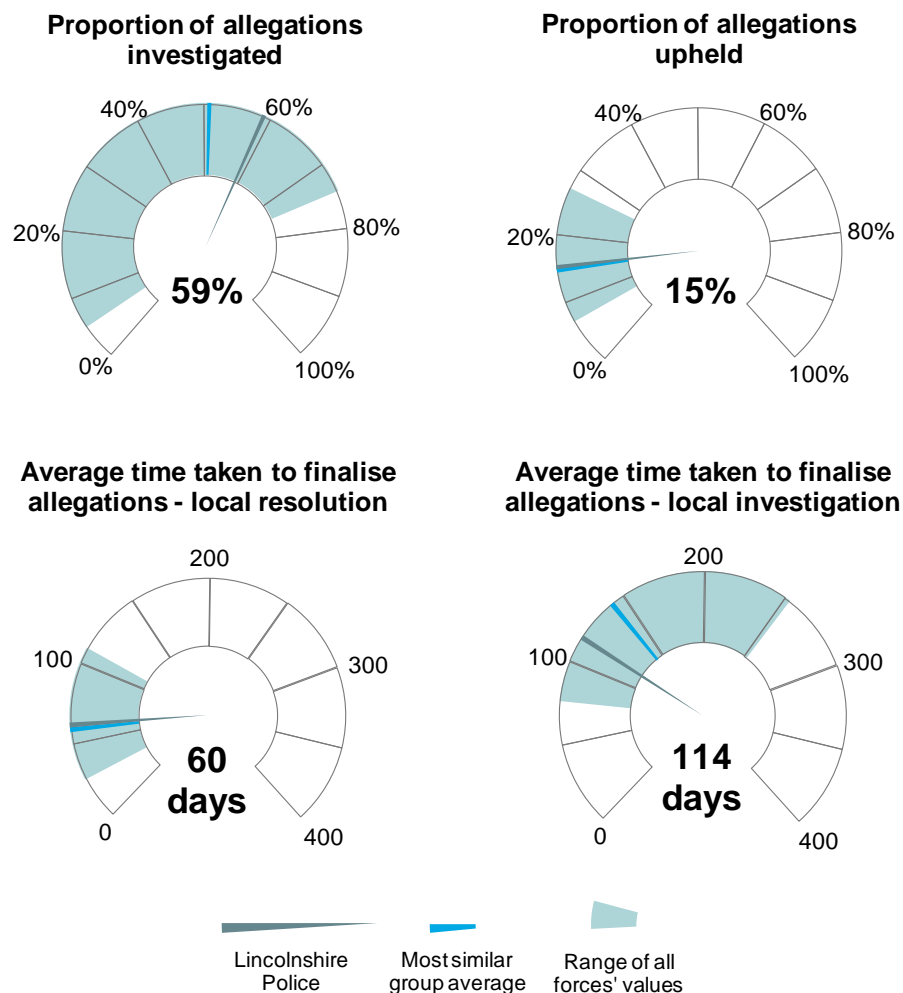 Proportion of allegations
investigated
40%
60%
20%
80%
59%
0%
100%
Proportion of allegations
upheld
40%
60%
20%
80%
15%
0%
100%
Average time taken to finalise
allegations - local resolution
200
100
300
60
days
0
400
Average time taken to finalise
allegations - local investigation
200
100
300
114
days
0
400
Lincolnshire
Police
Most similar
group average
Range of all
forces' values